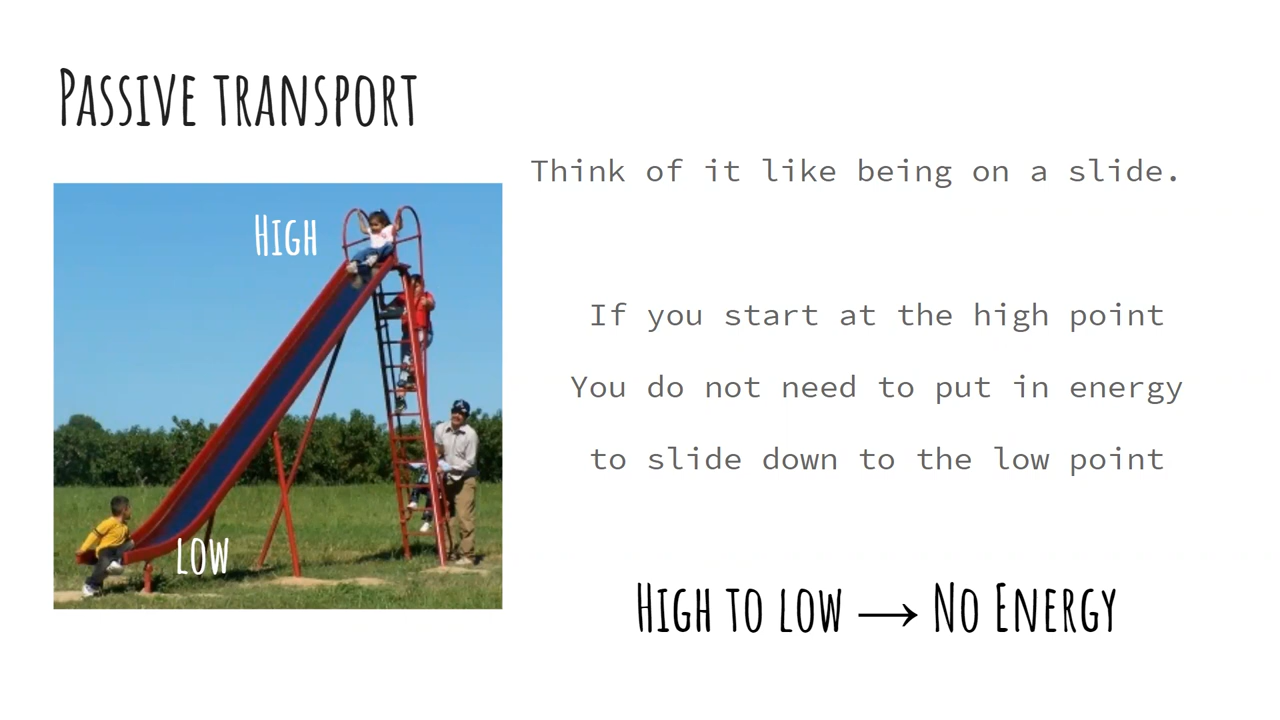 Passive transport
Think of it like being on a slide.
High
If you start at the high point
You do not need to put in energy
to slide down to the low point
low
High to low → No Energy